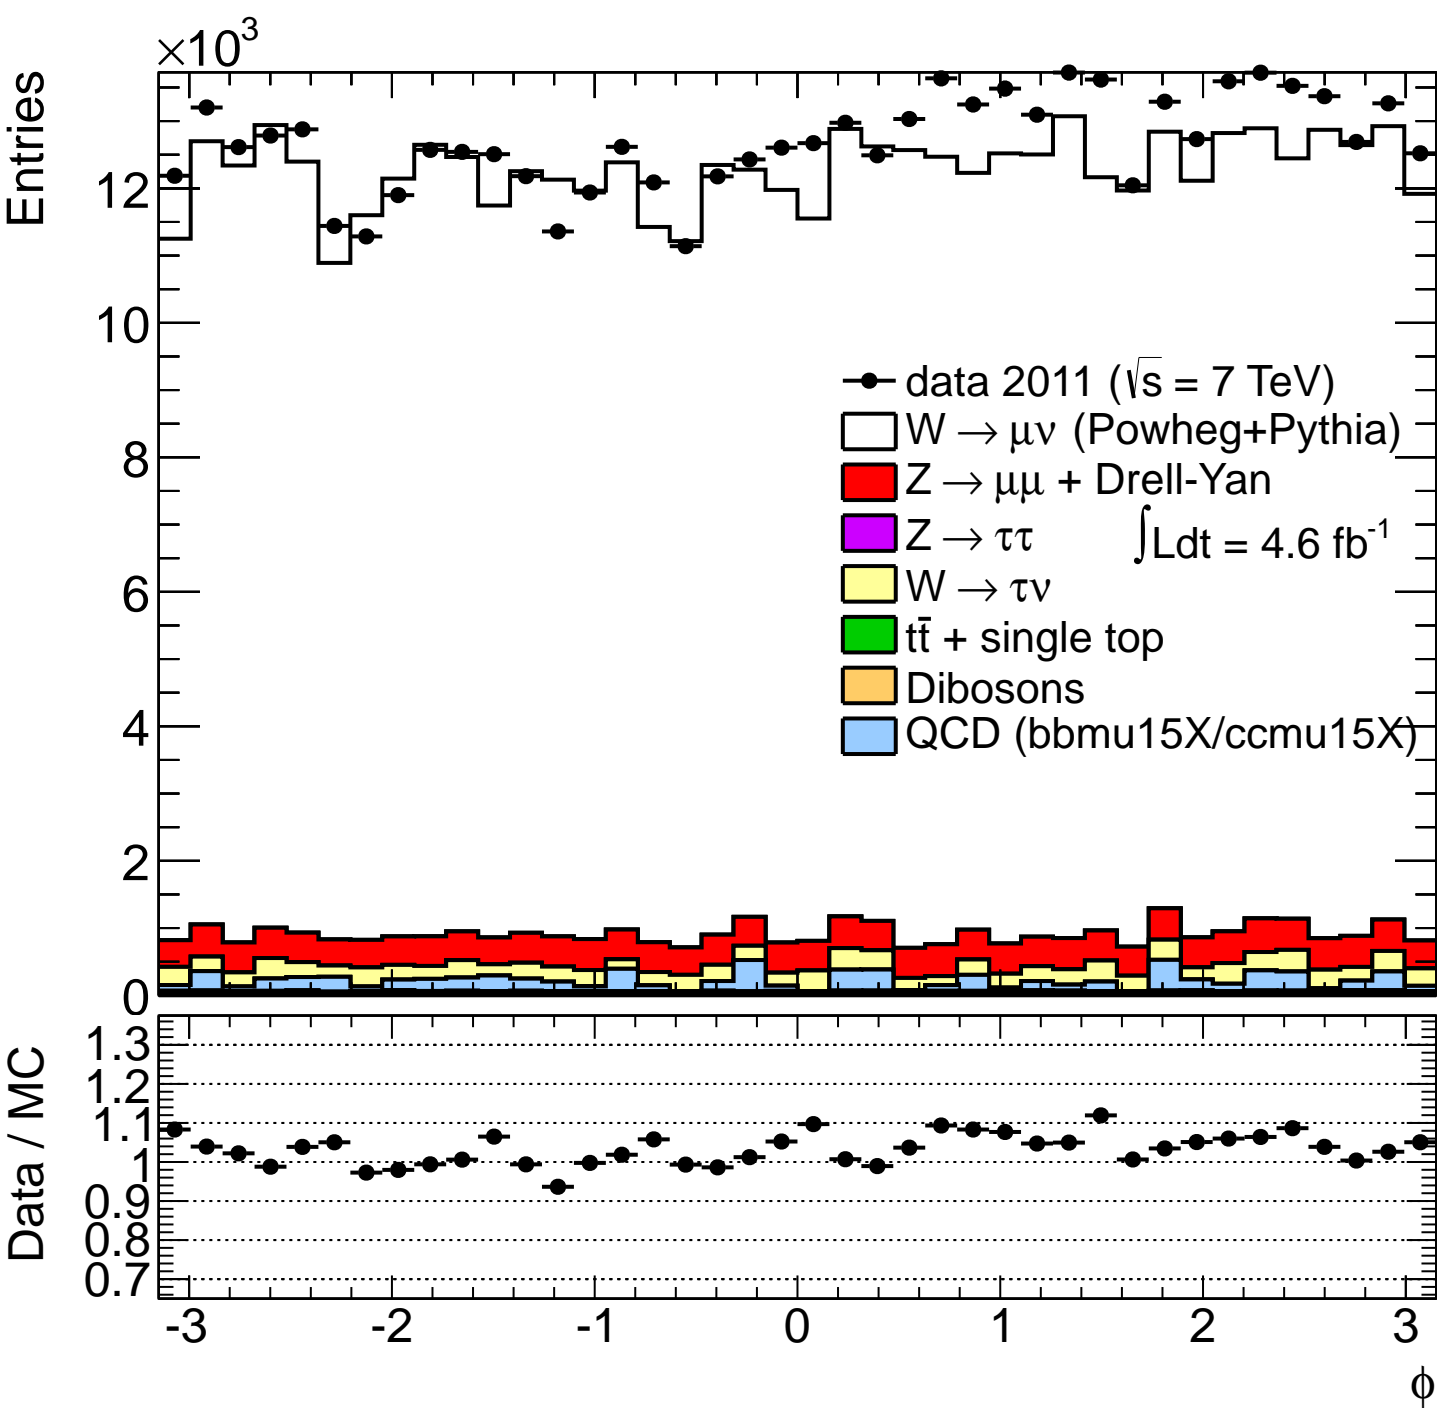 ×10³
Entries
12
10
8
6
4
2
0
data 2011 (√s = 7 TeV)
W → μν (Powheg+Pythia)
Z → μμ + Drell-Yan
Z → ττ
∫Ldt = 4.6 fb⁻¹
W → τν
tt̄ + single top
Dibosons
QCD (bbmu15X/ccmu15X)
Data / MC
1.3
1.2
1.1
1
0.9
0.8
0.7
-3 -2 -1 0 1 2 3
ϕ